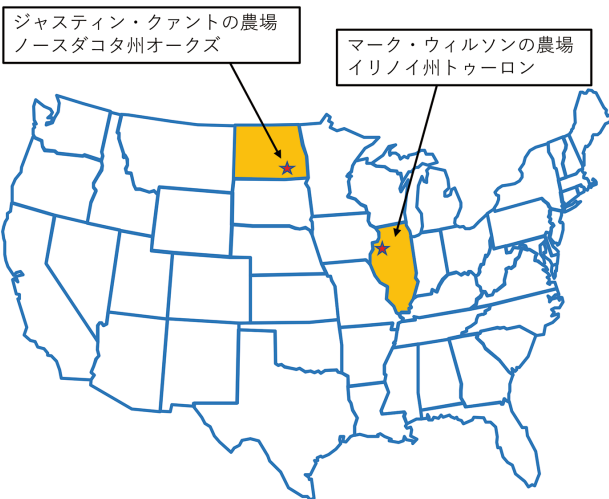 ジャスティン・クァントの農場
ノースダコタ州オークズ
マーク・ウィルソンの農場
イリノイ州トゥーロン